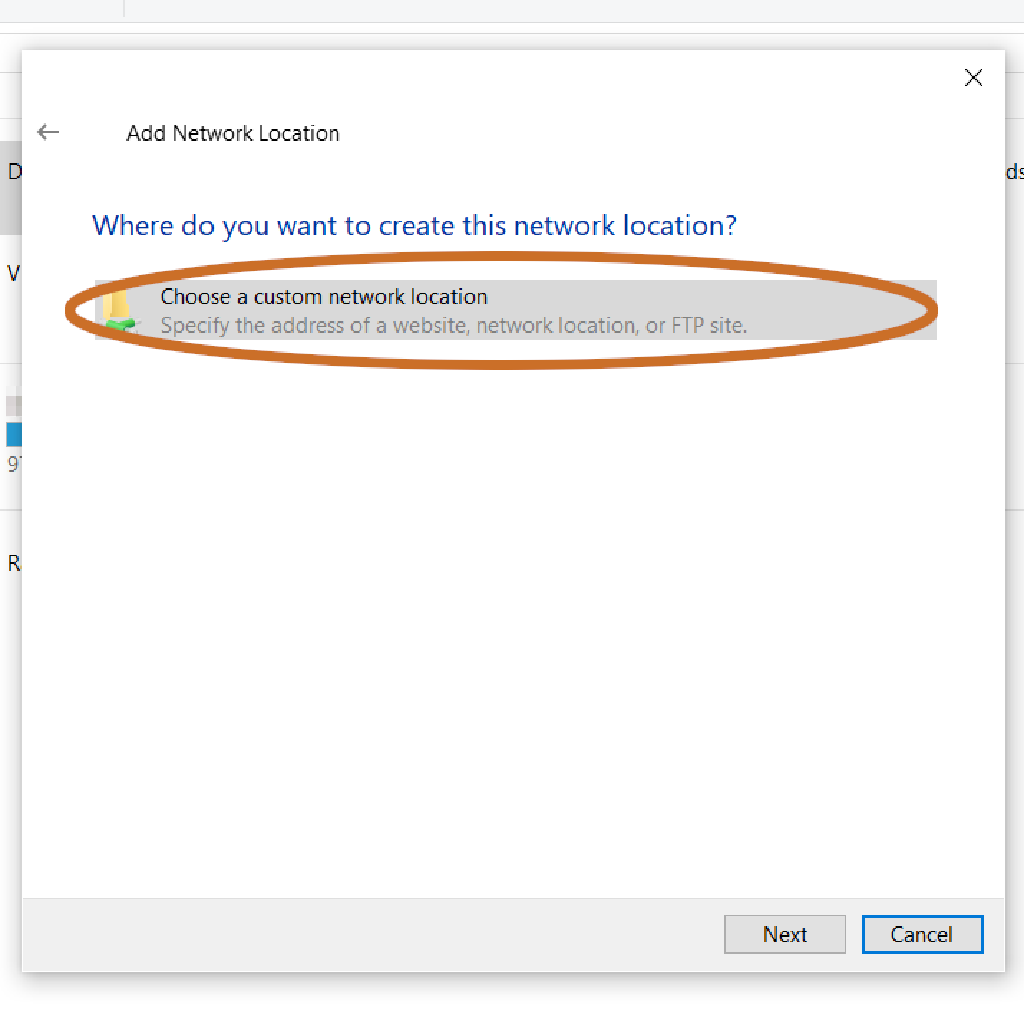 Add Network Location
D
ds
Where do you want to create this network location?
V
Choose a custom network location
Specify the address of a website, network location, or FTP site.
R
Next
Cancel